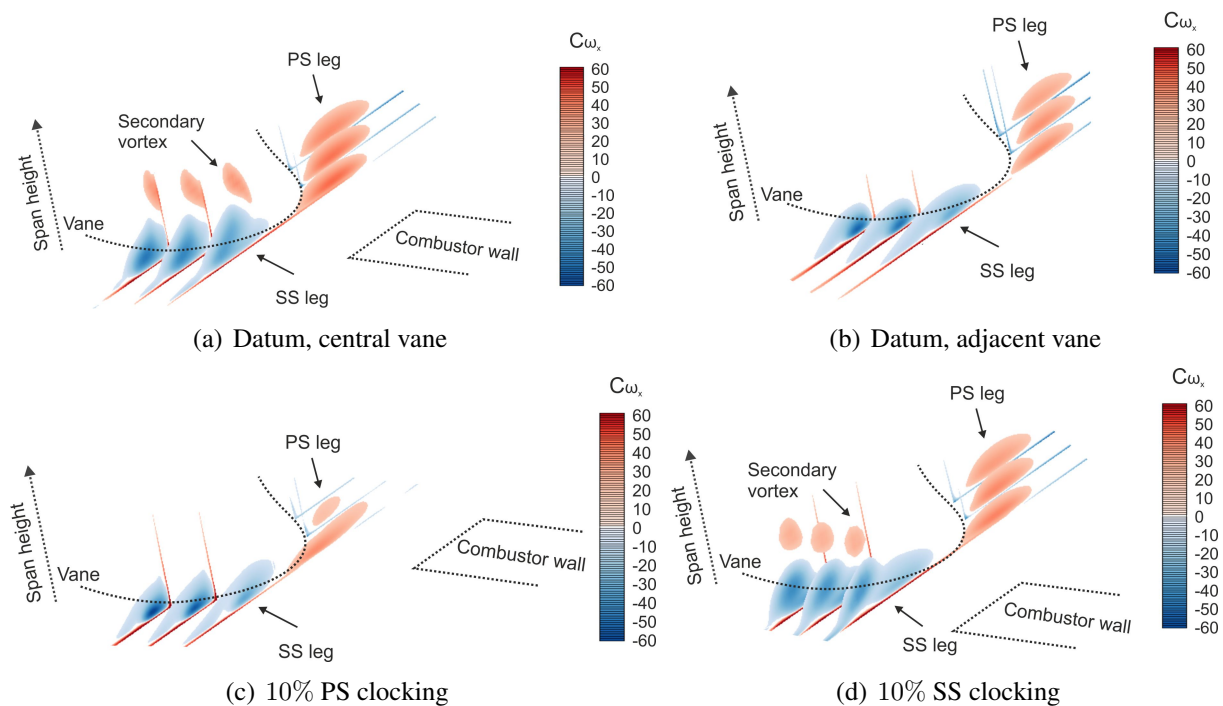 Cωₓ
PS leg
60
50
40
30
20
10
0
-10
-20
-30
-40
-50
-60
Secondary
vortex
Span height
Vane
Combustor wall
SS leg
(a) Datum, central vane
Cωₓ
PS leg
60
50
40
30
20
10
0
-10
-20
-30
-40
-50
-60
Span height
Vane
SS leg
(b) Datum, adjacent vane
Cωₓ
PS leg
60
50
40
30
20
10
0
-10
-20
-30
-40
-50
-60
Span height
Vane
Combustor wall
SS leg
(c) 10% PS clocking
Cωₓ
PS leg
60
50
40
30
20
10
0
-10
-20
-30
-40
-50
-60
Secondary
vortex
Span height
Vane
Combustor wall
SS leg
(d) 10% SS clocking